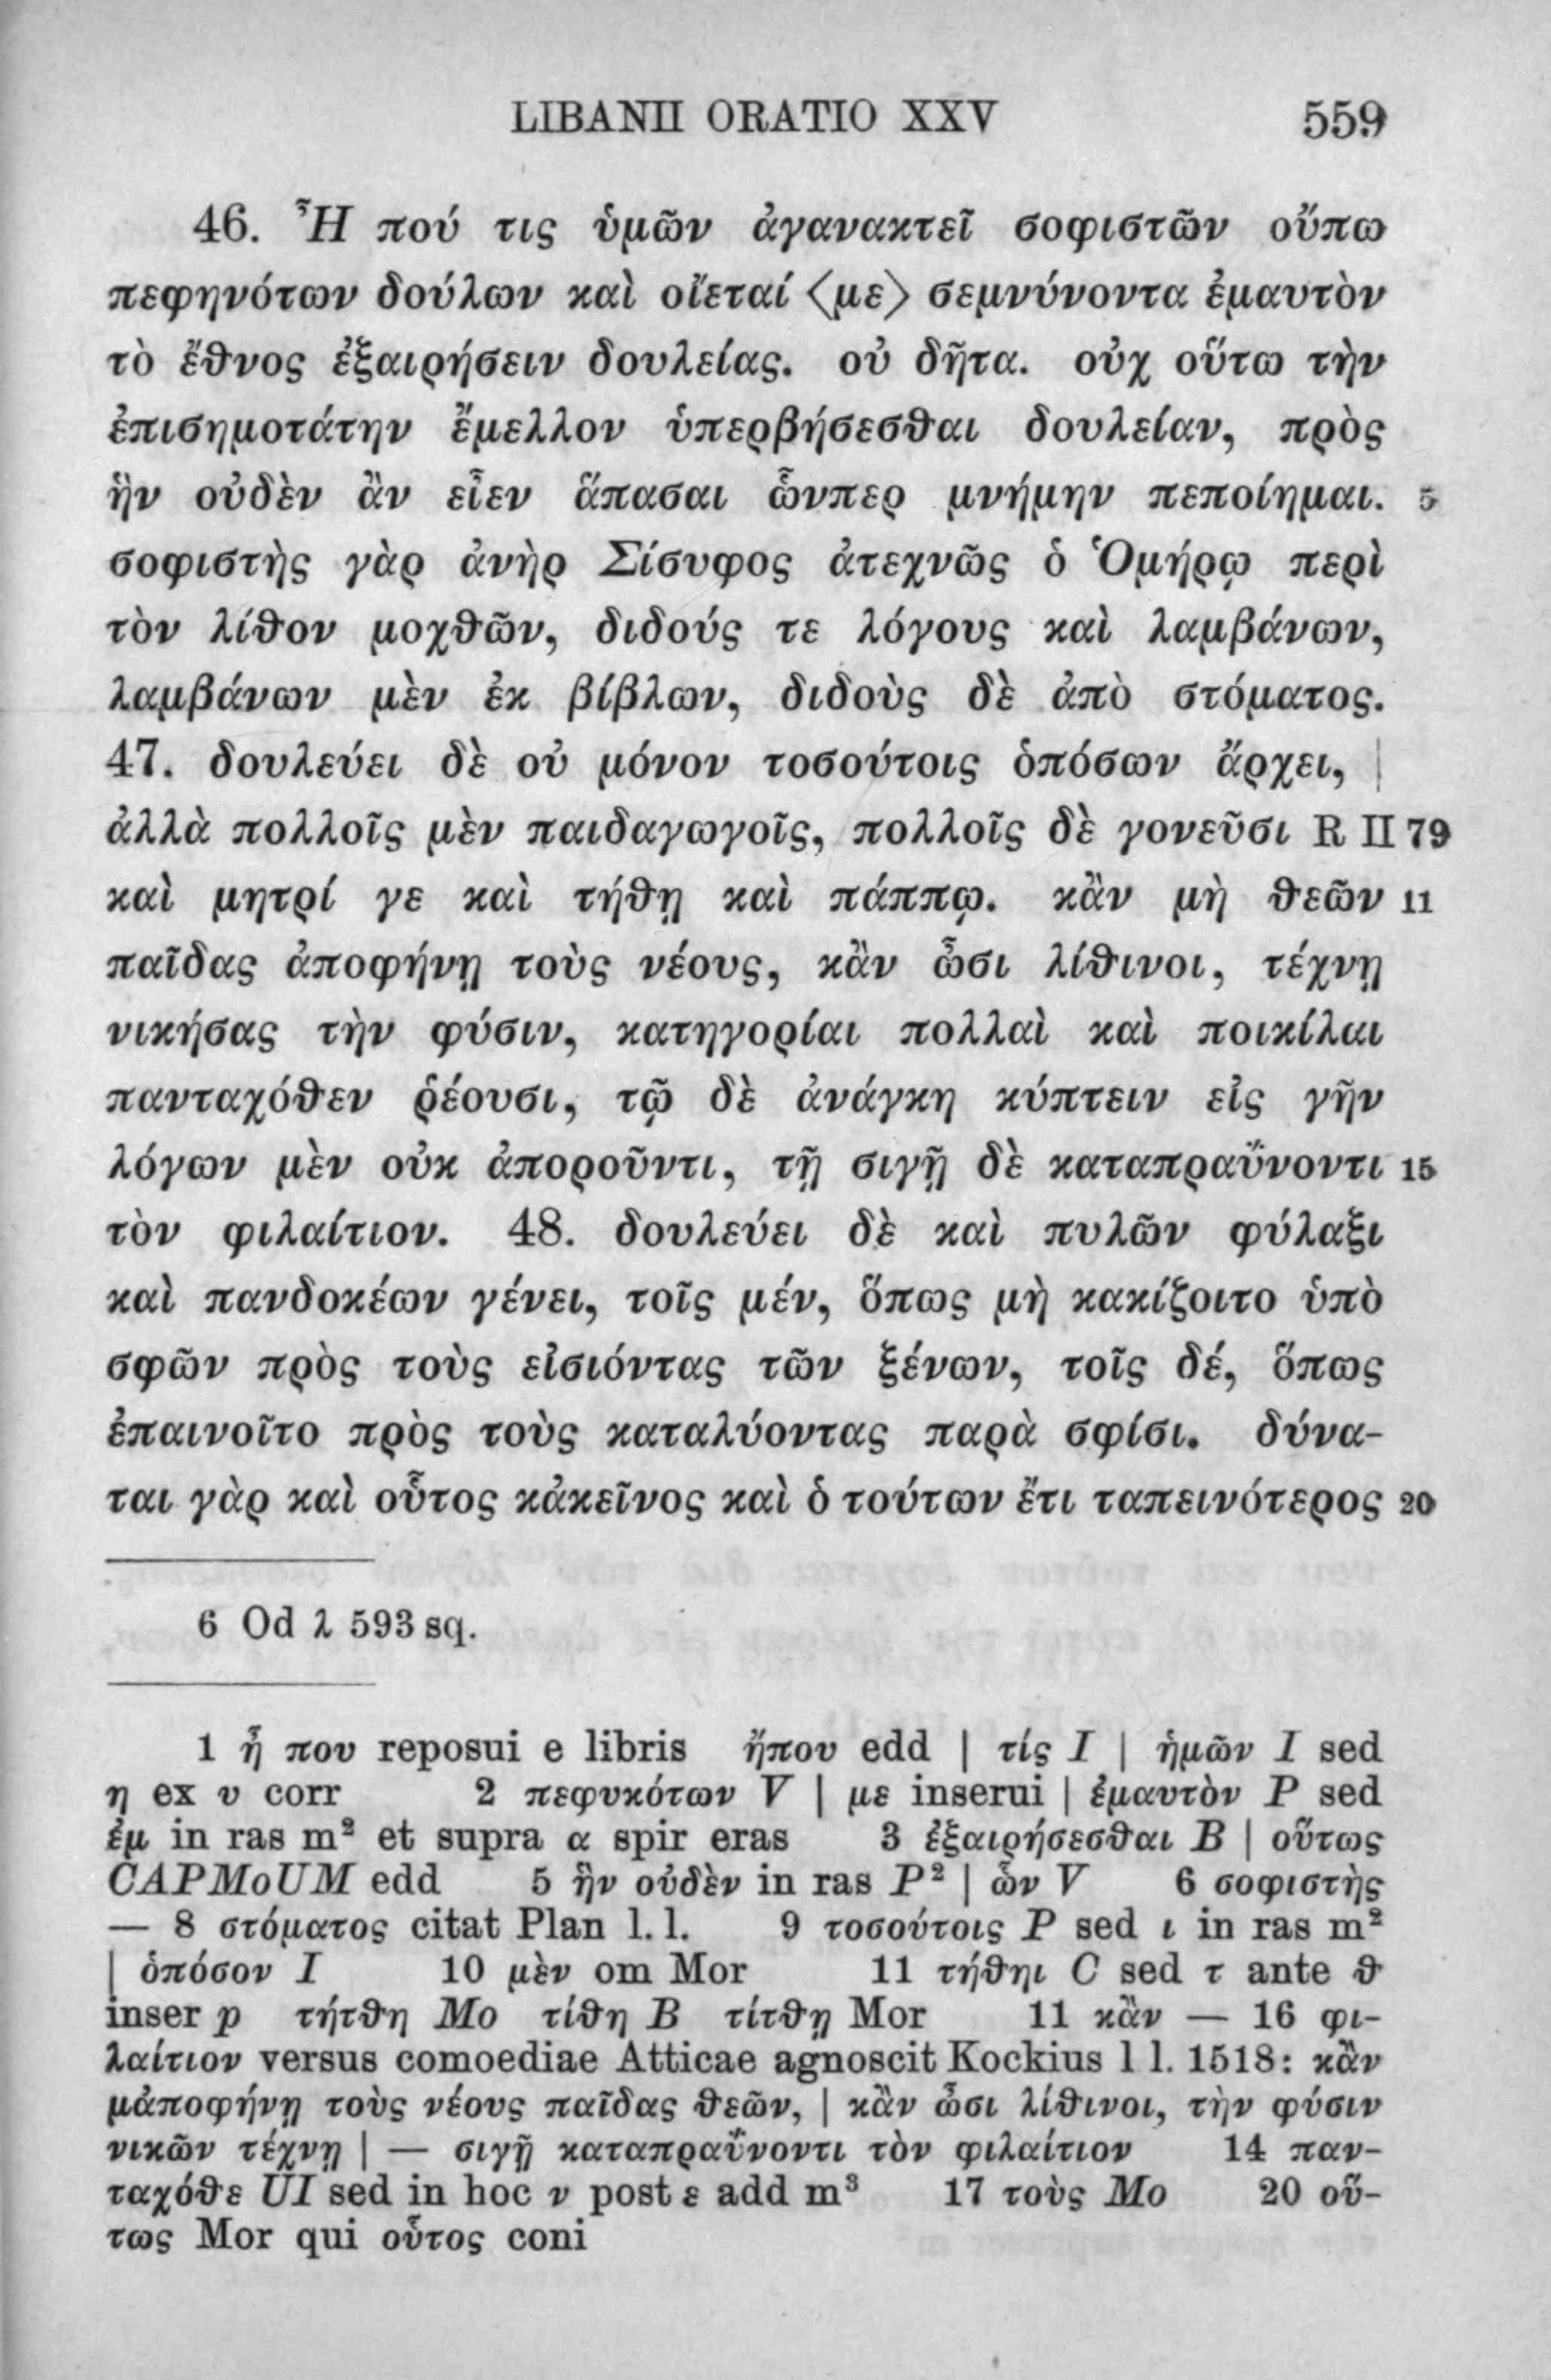 LIBANII ORATIO XXV 559
46. Ἦ πού τις ὑμῶν ἀγανακτεῖ σοφιστῶν οὔπω
πεφηνότων δούλων καὶ οἴεταί ⟨με⟩ σεμνύνοντα ἐμαυτὸν
τὸ ἔθνος ἐξαιρήσειν δουλείας. οὐ δῆτα. οὐχ οὕτω τὴν
ἐπισημοτάτην ἔμελλον ὑπερβήσεσθαι δουλείαν, πρὸς
ἣν οὐδὲν ἂν εἶεν ἅπασαι ὧνπερ μνήμην πεποίημαι. 5
σοφιστὴς γὰρ ἀνὴρ Σίσυφος ἀτεχνῶς ὁ Ὁμήρῳ περὶ
τὸν λίθον μοχθῶν, διδούς τε λόγους καὶ λαμβάνων,
λαμβάνων μὲν ἐκ βίβλων, διδοὺς δὲ ἀπὸ στόματος.
47. δουλεύει δὲ οὐ μόνον τοσούτοις ὁπόσων ἄρχει, |
ἀλλὰ πολλοῖς μὲν παιδαγωγοῖς, πολλοῖς δὲ γονεῦσι R II 79
καὶ μητρί γε καὶ τήθῃ καὶ πάππῳ. κἂν μὴ θεῶν 11
παῖδας ἀποφήνῃ τοὺς νέους, κἂν ὦσι λίθινοι, τέχνῃ
νικήσας τὴν φύσιν, κατηγορίαι πολλαὶ καὶ ποικίλαι
πανταχόθεν ῥέουσι, τῷ δὲ ἀνάγκη κύπτειν εἰς γῆν
λόγων μὲν οὐκ ἀποροῦντι, τῇ σιγῇ δὲ καταπραΰνοντι 15
τὸν φιλαίτιον. 48. δουλεύει δὲ καὶ πυλῶν φύλαξι
καὶ πανδοκέων γένει, τοῖς μέν, ὅπως μὴ κακίζοιτο ὑπὸ
σφῶν πρὸς τοὺς εἰσιόντας τῶν ξένων, τοῖς δέ, ὅπως
ἐπαινοῖτο πρὸς τοὺς καταλύοντας παρὰ σφίσι. δύνα-
ται γὰρ καὶ οὗτος κἀκεῖνος καὶ ὁ τούτων ἔτι ταπεινότερος 20
6 Od λ 593 sq.
1 ἦ που reposui e libris ἤπου edd | τίς I | ἡμῶν I sed
η ex υ corr 2 πεφυκότων V | με inserui | ἐμαυτὸν P sed
ἐμ in ras m² et supra α spir eras 3 ἐξαιρήσεσθαι B | οὕτως
CAPMoUM edd 5 ἣν οὐδὲν in ras P² | ὧν V 6 σοφιστὴς
— 8 στόματος citat Plan l. l. 9 τοσούτοις P sed ι in ras m²
| ὁπόσον I 10 μὲν om Mor 11 τήθηι C sed τ ante θ
inser p τήτθη Mo τίθη B τίτθῃ Mor 11 κἂν — 16 φι-
λαίτιον versus comoediae Atticae agnoscit Kockius l l. 1518: κἂν
μἀποφήνῃ τοὺς νέους παῖδας θεῶν, | κἂν ὦσι λίθινοι, τὴν φύσιν
νικῶν τέχνῃ | — σιγῇ καταπραΰνοντι τὸν φιλαίτιον 14 παν-
ταχόθε UI sed in hoc ν post ε add m³ 17 τοὺς Mo 20 οὕ-
τως Mor qui οὗτος coni